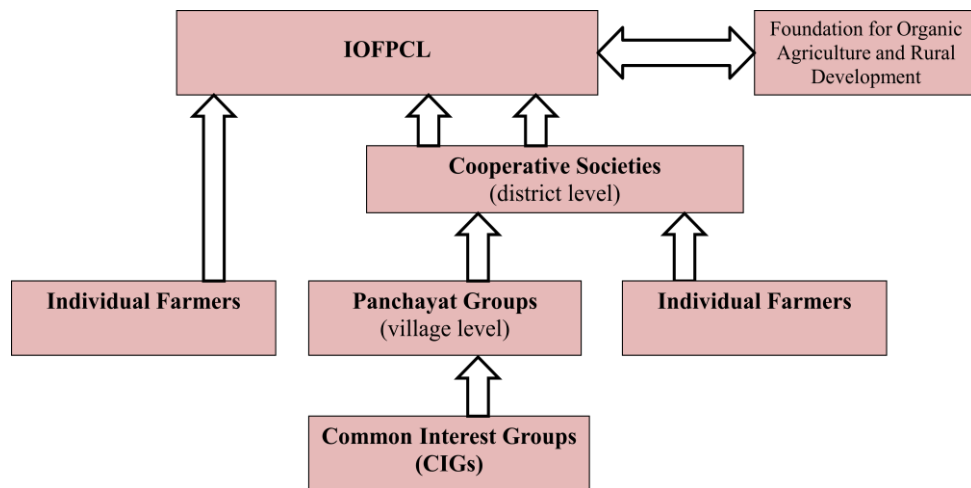 IOFPCL
Foundation for Organic
Agriculture and Rural
Development
Cooperative Societies
(district level)
Individual Farmers
Panchayat Groups
(village level)
Individual Farmers
Common Interest Groups
(CIGs)